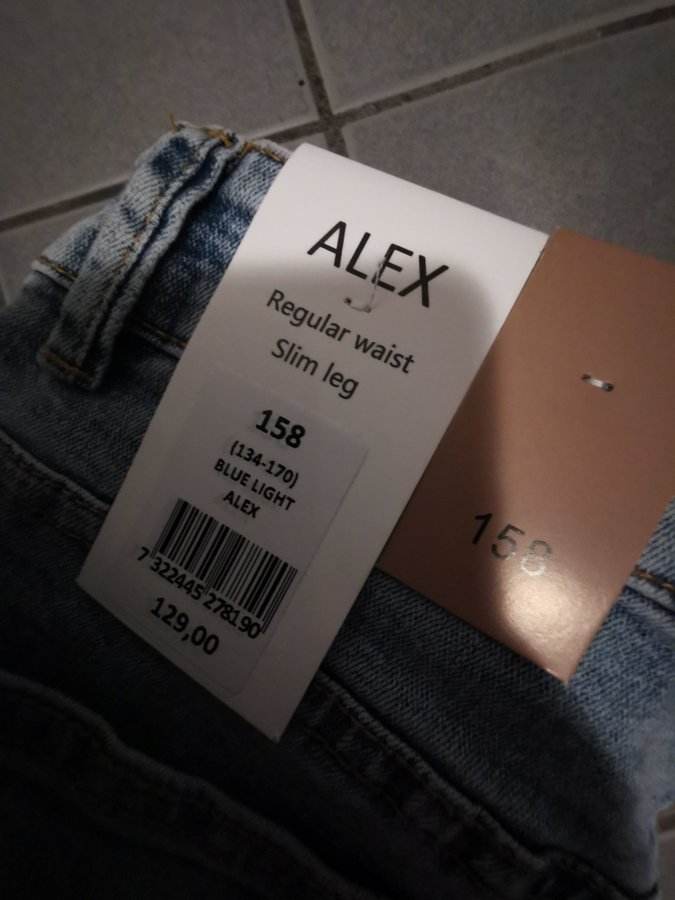 ALEX
Regular waist
Slim leg
158
(134-170)
BLUE LIGHT
ALEX
7 322445 278190
129,00
158